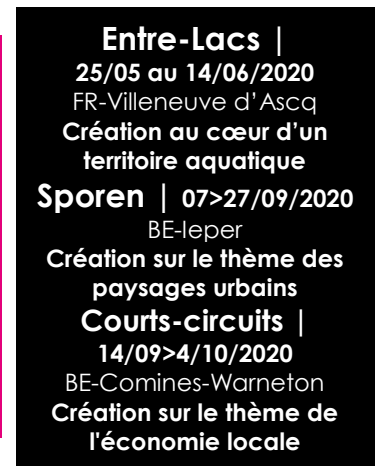 Entre-Lacs |
25/05 au 14/06/2020
FR-Villeneuve d'Ascq
Création au cœur d'un
territoire aquatique
Sporen | 07>27/09/2020
BE-Ieper
Création sur le thème des
paysages urbains
Courts-circuits |
14/09>4/10/2020
BE-Comines-Warneton
Création sur le thème de
l'économie locale